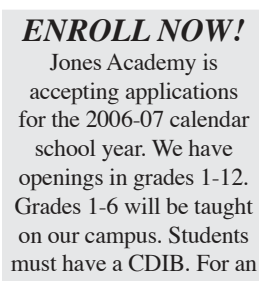 ENROLL NOW!
Jones Academy is
accepting applications
for the 2006-07 calendar
school year. We have
openings in grades 1-12.
Grades 1-6 will be taught
on our campus. Students
must have a CDIB. For an